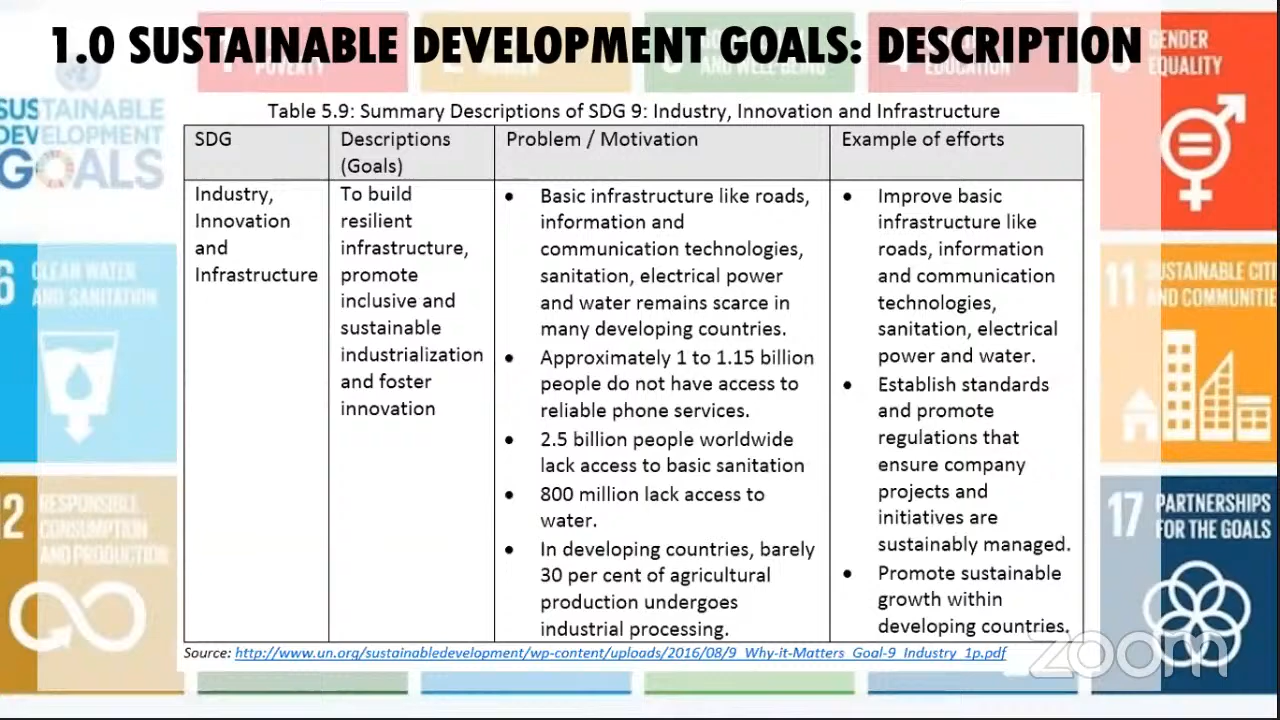 1.0 SUSTAINABLE DEVELOPMENT GOALS: DESCRIPTION
POVERTY
AND WELL-BEING
EDUCATION
GENDER
EQUALITY
SUSTAINABLE
DEVELOPMENT
GOALS
6 CLEAN WATER
AND SANITATION
11 SUSTAINABLE
AND
12 RESPONSIBLE
CONSUMPTION
AND PRODUCTION
17 PARTNERSHIPS
FOR THE GOALS
Table 5.9: Summary Descriptions of SDG 9: Industry, Innovation and Infrastructure
SDG
Descriptions
(Goals)
Problem / Motivation
Example of efforts
Industry,
Innovation
and
Infrastructure
To build
resilient
infrastructure,
promote
inclusive and
sustainable
industrialization
and foster
innovation
• Basic infrastructure like roads,
information and
communication technologies,
sanitation, electrical power
and water remains scarce in
many developing countries.
• Approximately 1 to 1.15 billion
people do not have access to
reliable phone services.
• 2.5 billion people worldwide
lack access to basic sanitation
• 800 million lack access to
water.
• In developing countries, barely
30 per cent of agricultural
production undergoes
industrial processing.
• Improve basic
infrastructure like
roads, information
and communication
technologies,
sanitation, electrical
power and water.
• Establish standards
and promote
regulations that
ensure company
projects and
initiatives are
sustainably managed.
• Promote sustainable
growth within
developing countries.
Source: http://www.un.org/sustainabledevelopment/wp-content/uploads/2016/08/9_Why-it-Matters_Goal-9_Industry_1p.pdf
zoom